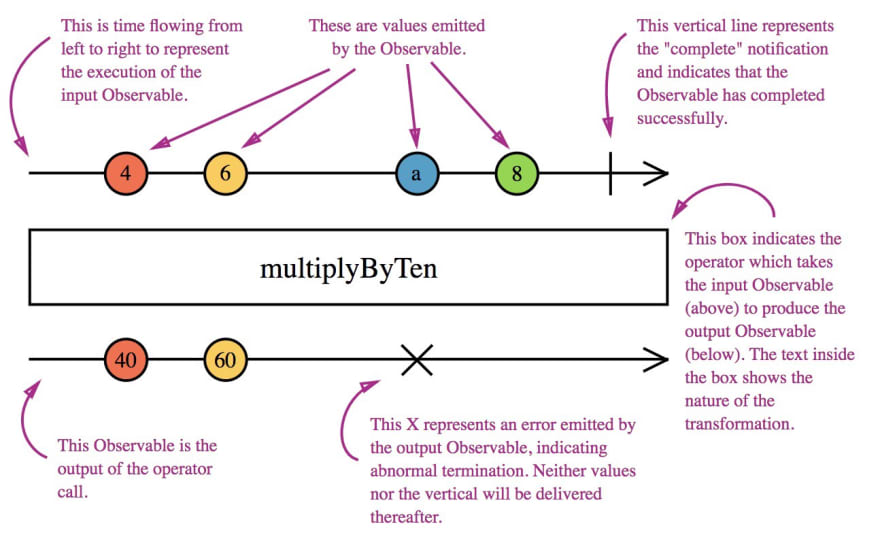 This is time flowing from
left to right to represent
the execution of the
input Observable.
These are values emitted
by the Observable.
This vertical line represents
the "complete" notification
and indicates that the
Observable has completed
successfully.
4
6
a
8
multiplyByTen
This box indicates the
operator which takes
the input Observable
(above) to produce the
output Observable
(below). The text inside
the box shows the
nature of the
transformation.
40
60
This Observable is the
output of the operator
call.
This X represents an error emitted by
the output Observable, indicating
abnormal termination. Neither values
nor the vertical will be delivered
thereafter.